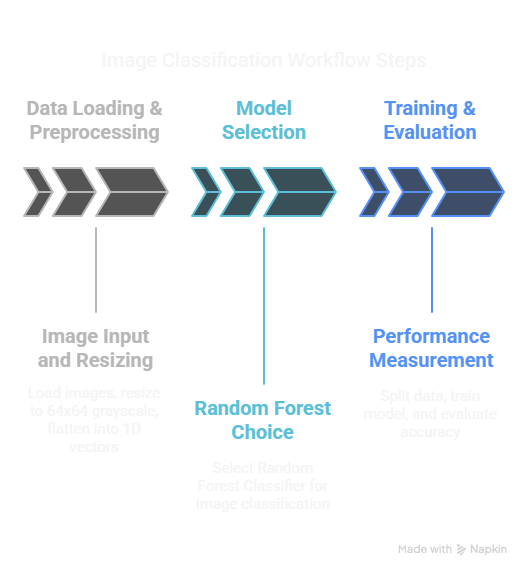 Image Classification Workflow Steps
Data Loading &
Preprocessing
Model
Selection
Training &
Evaluation
Image Input
and Resizing
Load images, resize
to 64x64 grayscale,
flatten into 1D
vectors
Random Forest
Choice
Select Random
Forest Classifier for
image classification
Performance
Measurement
Split data, train
model, and evaluate
accuracy
Made with Napkin